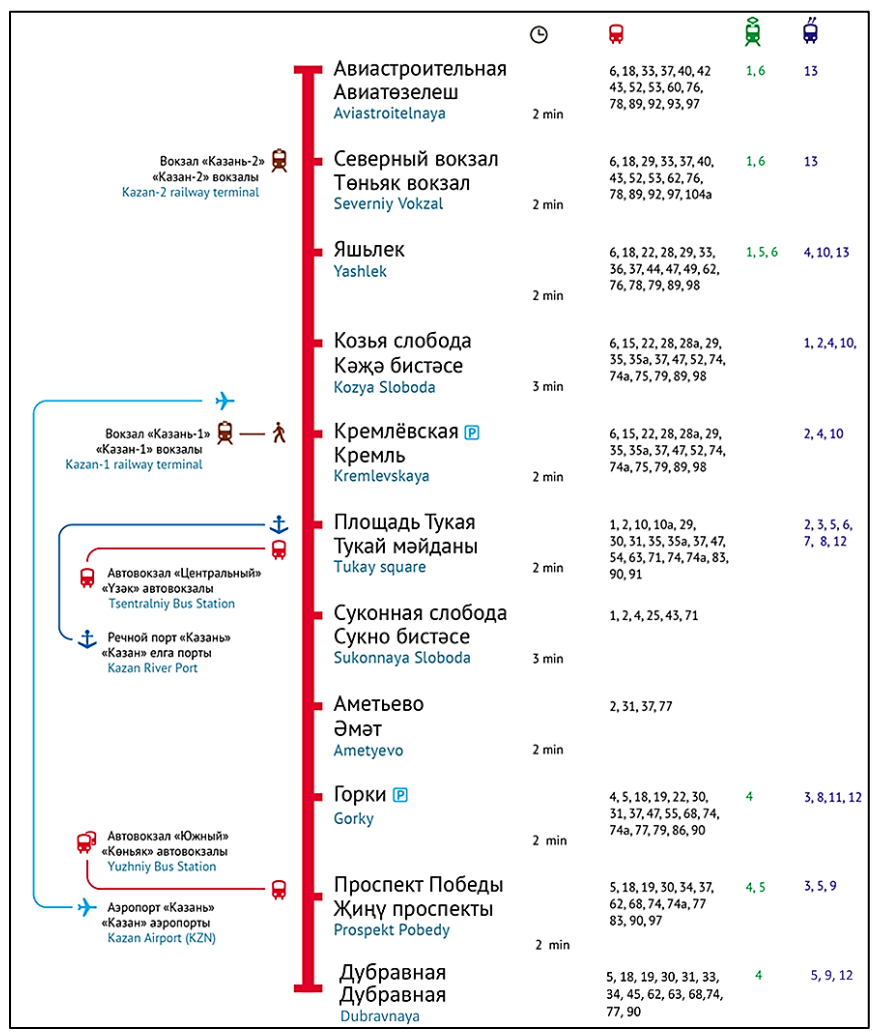 Авиастроительная
Авиатөзелеш
Aviastroitelnaya
2 min
6, 18, 33, 37, 40, 42
43, 52, 53, 60, 76,
78, 89, 92, 93, 97
1, 6
13
Вокзал «Казань-2»
«Казан-2» вокзалы
Kazan-2 railway terminal
Северный вокзал
Төньяк вокзал
Severniy Vokzal
2 min
6, 18, 29, 33, 37, 40,
43, 52, 53, 62, 76,
78, 89, 92, 97, 104a
1, 6
13
Яшьлек
Yashlek
2 min
6, 18, 22, 28, 29, 33,
36, 37, 44, 47, 49, 62,
76, 78, 79, 89, 98
1, 5, 6
4, 10, 13
Козья слобода
Кәҗә бистәсе
Kozya Sloboda
3 min
6, 15, 22, 28, 28a, 29,
35, 35a, 37, 47, 52, 74,
74a, 75, 79, 89, 98
1, 2,4, 10,
Вокзал «Казань-1»
«Казан-1» вокзалы
Kazan-1 railway terminal
Кремлёвская P
Кремль
Kremlevskaya
2 min
6, 15, 22, 28, 28a, 29,
35, 35a, 37, 47, 52, 74,
74a, 75, 79, 89, 98
2, 4, 10
Площадь Тукая
Тукай мәйданы
Tukay square
2 min
1, 2, 10, 10a, 29,
30, 31, 35, 35a, 37, 47,
54, 63, 71, 74, 74a, 83,
90, 91
2, 3, 5, 6,
7, 8, 12
Автовокзал «Центральный»
«Үзәк» автовокзалы
Tsentralniy Bus Station
Речной порт «Казань»
«Казан» елга порты
Kazan River Port
Суконная слобода
Сукно бистәсе
Sukonnaya Sloboda
3 min
1, 2, 4, 25, 43, 71
Аметьево
Әмәт
Ametyevo
2 min
2, 31, 37, 77
Горки P
Gorky
2 min
4, 5, 18, 19, 22, 30,
31, 37, 47, 55, 68, 74,
74a, 77, 79, 86, 90
4
3, 8, 11, 12
Автовокзал «Южный»
«Көньяк» автовокзалы
Yuzhniy Bus Station
Аэропорт «Казань»
«Казан» аэропорты
Kazan Airport (KZN)
Проспект Победы
Җиңү проспекты
Prospekt Pobedy
2 min
5, 18, 19, 30, 34, 37,
62, 68, 74, 74a, 77
83, 90, 97
4, 5
3, 5, 9
Дубравная
Дубравная
Dubravnaya
5, 18, 19, 30, 31, 33,
34, 45, 62, 63, 68,74,
77, 90
4
5, 9, 12